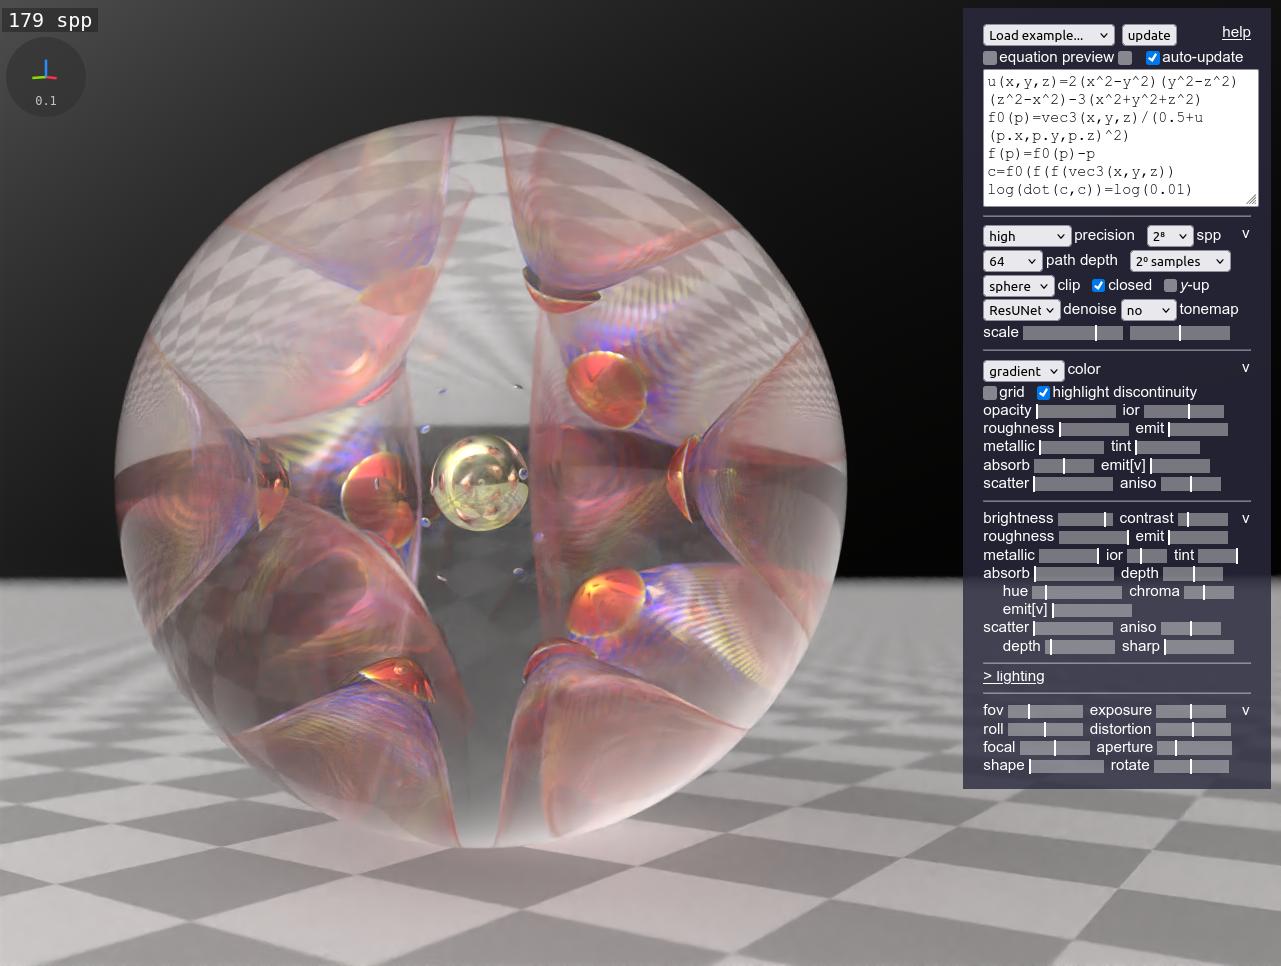 179 spp
0.1
Load example... update help
equation preview auto-update
u(x,y,z)=2(x^2-y^2)(y^2-z^2)
(z^2-x^2)-3(x^2+y^2+z^2)
f0(p)=vec3(x,y,z)/(0.5+u
(p.x,p.y,p.z)^2)
f(p)=f0(p)-p
c=f0(f(f(vec3(x,y,z))
log(dot(c,c))=log(0.01)
high precision 2⁸ spp v
64 path depth 2⁰ samples
sphere clip closed y-up
ResUNet denoise no tonemap
scale
gradient color v
grid highlight discontinuity
opacity ior
roughness emit
metallic tint
absorb emit[v]
scatter aniso
brightness contrast v
roughness emit
metallic ior tint
absorb depth
hue chroma
emit[v]
scatter aniso
depth sharp
> lighting
fov exposure v
roll distortion
focal aperture
shape rotate